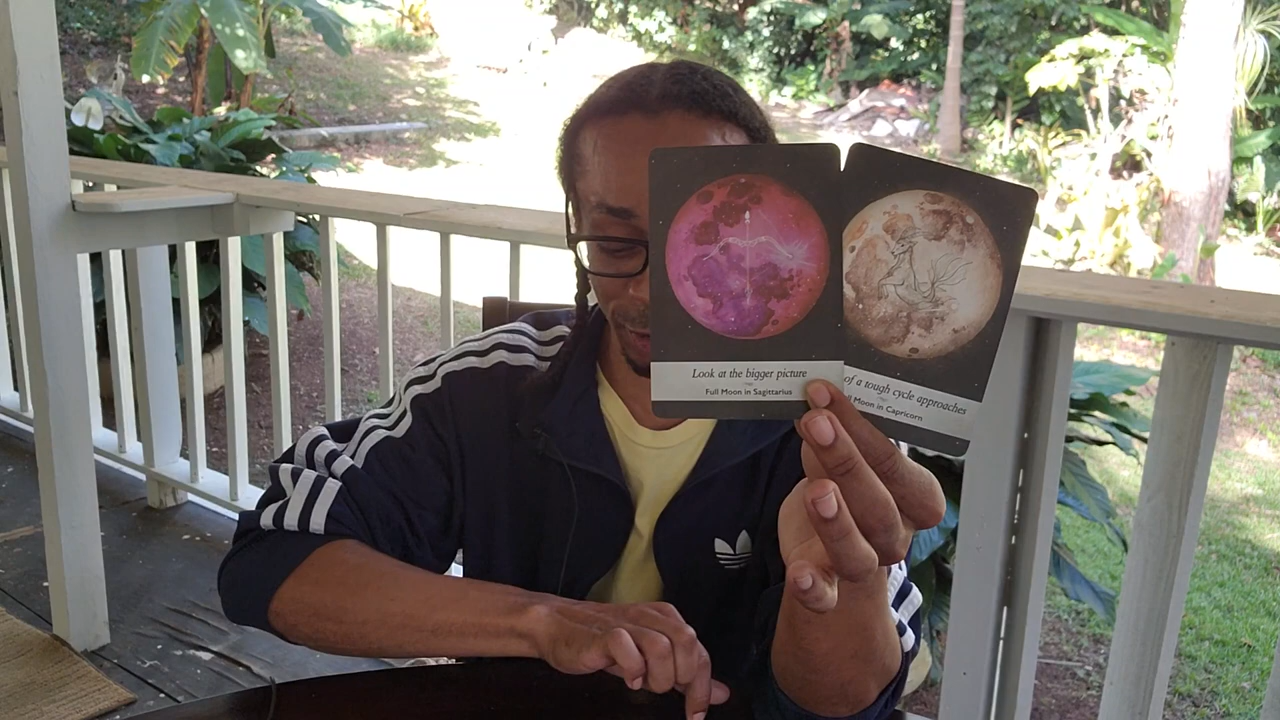 Look at the bigger picture
Full Moon in Sagittarius
of a tough cycle approaches
Moon in Capricorn